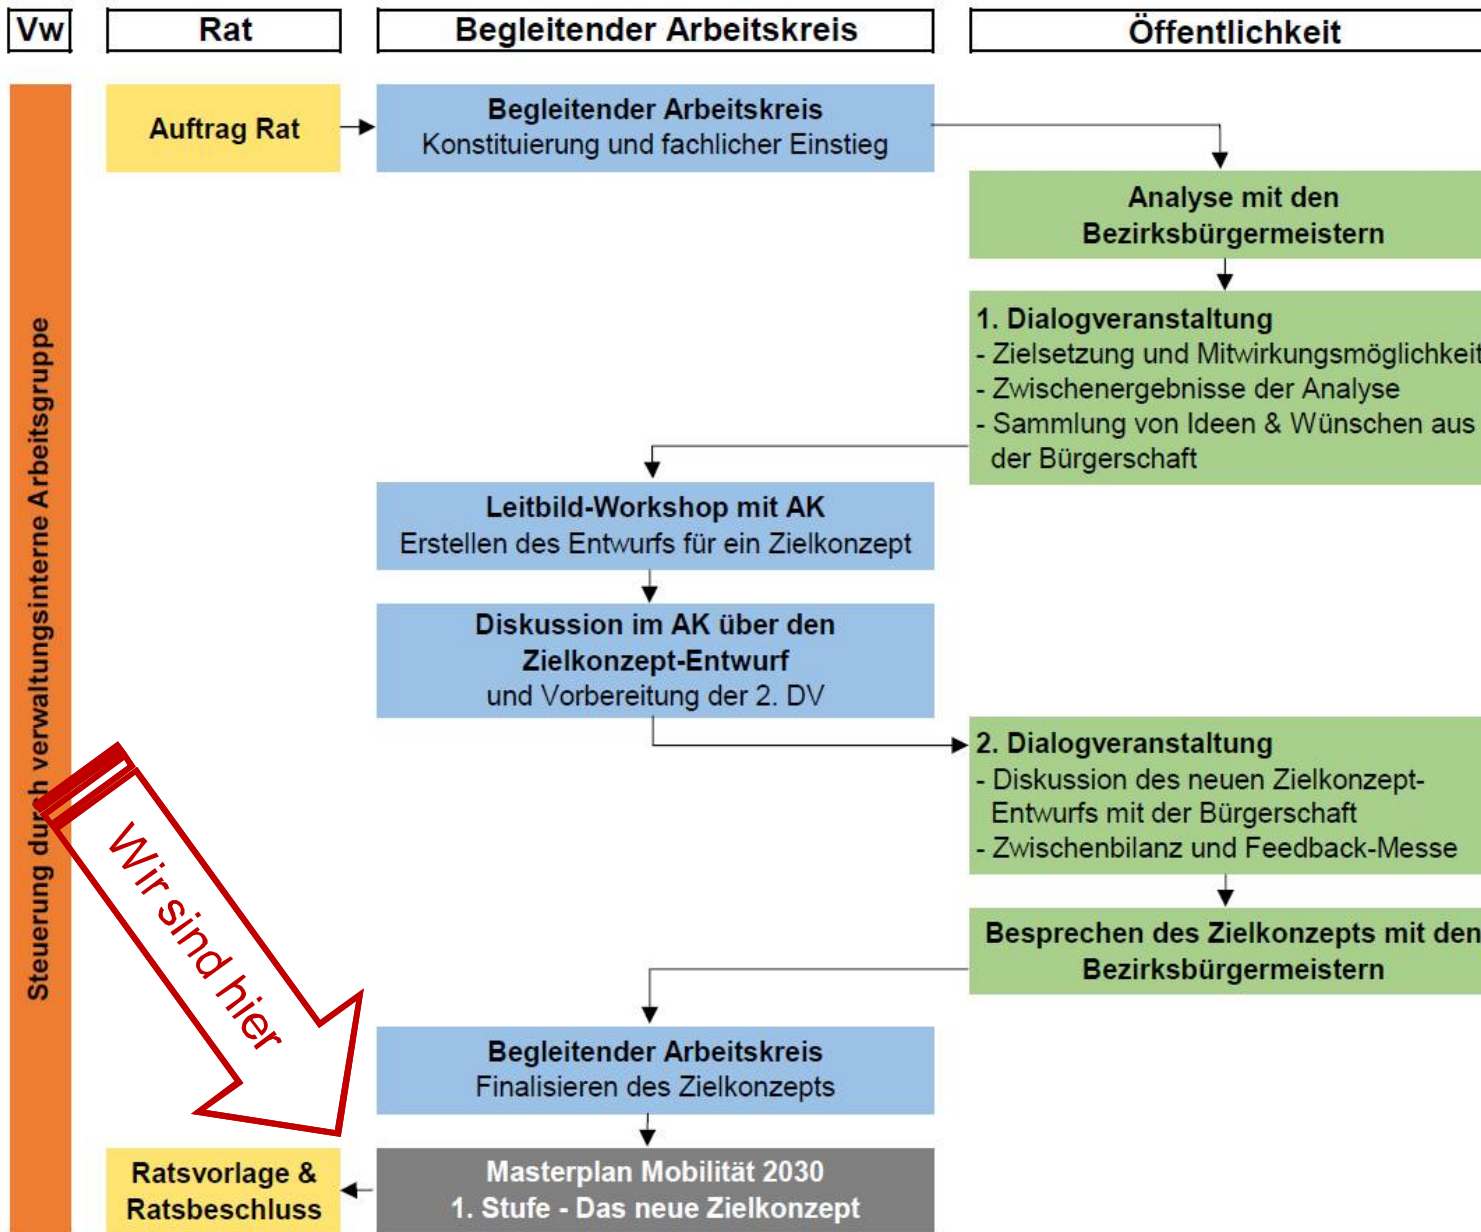 Vw
Rat
Begleitender Arbeitskreis
Öffentlichkeit
Steuerung durch verwaltungsinterne Arbeitsgruppe
Auftrag Rat
Begleitender Arbeitskreis
Konstituierung und fachlicher Einstieg
Analyse mit den
Bezirksbürgermeistern
1. Dialogveranstaltung
- Zielsetzung und Mitwirkungsmöglichkeit
- Zwischenergebnisse der Analyse
- Sammlung von Ideen & Wünschen aus
der Bürgerschaft
Leitbild-Workshop mit AK
Erstellen des Entwurfs für ein Zielkonzept
Diskussion im AK über den
Zielkonzept-Entwurf
und Vorbereitung der 2. DV
2. Dialogveranstaltung
- Diskussion des neuen Zielkonzept-
Entwurfs mit der Bürgerschaft
- Zwischenbilanz und Feedback-Messe
Besprechen des Zielkonzepts mit den
Bezirksbürgermeistern
Wir sind hier
Begleitender Arbeitskreis
Finalisieren des Zielkonzepts
Masterplan Mobilität 2030
1. Stufe - Das neue Zielkonzept
Ratsvorlage &
Ratsbeschluss